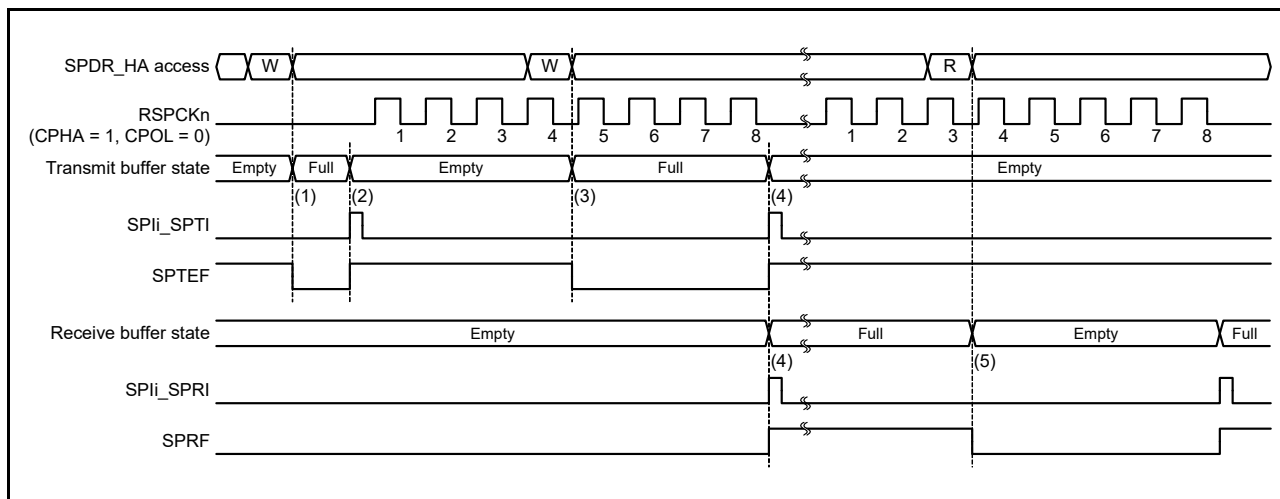 SPDR_HA access W W R
RSPCKn
(CPHA = 1, CPOL = 0)
1 2 3 4 5 6 7 8 1 2 3 4 5 6 7 8
Transmit buffer state Empty Full Empty Full Empty
(1) (2) (3) (4)
SPIi_SPTI
SPTEF
Receive buffer state Empty Full Empty Full
(4) (5)
SPIi_SPRI
SPRF